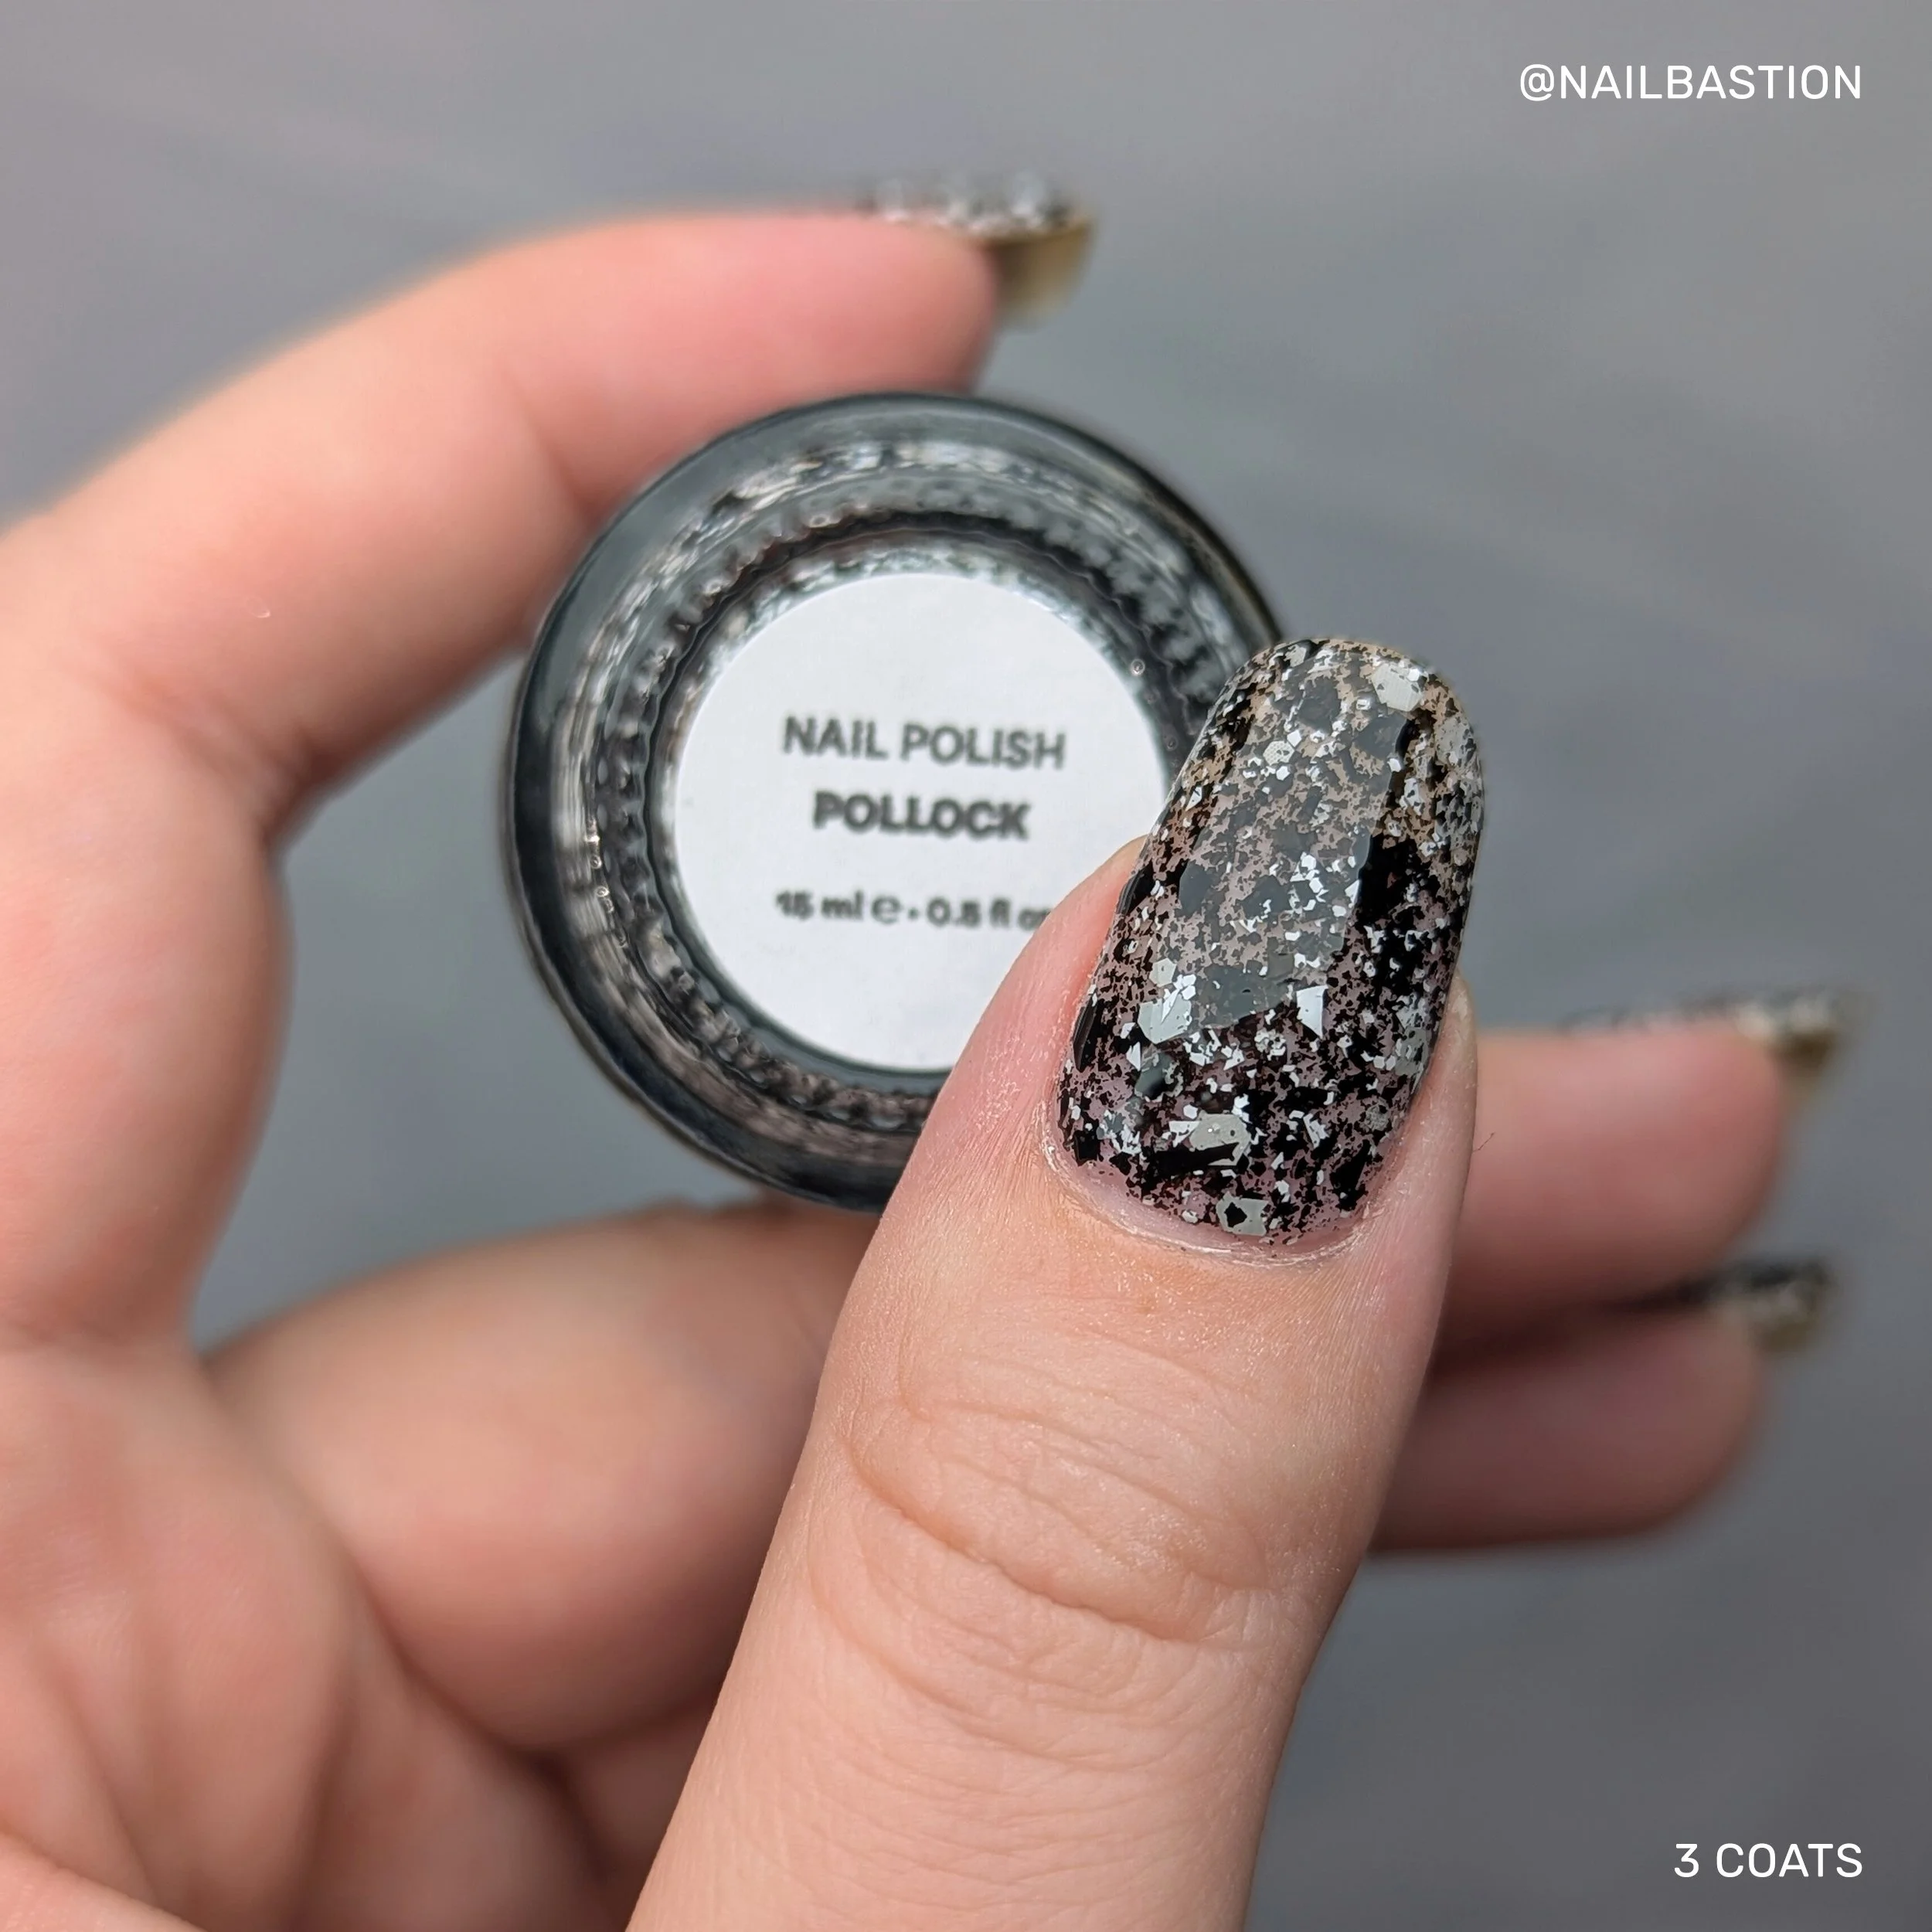 @NAILBASTION
NAIL POLISH
POLLOCK
15 ml e · 0.5 fl
3 COATS